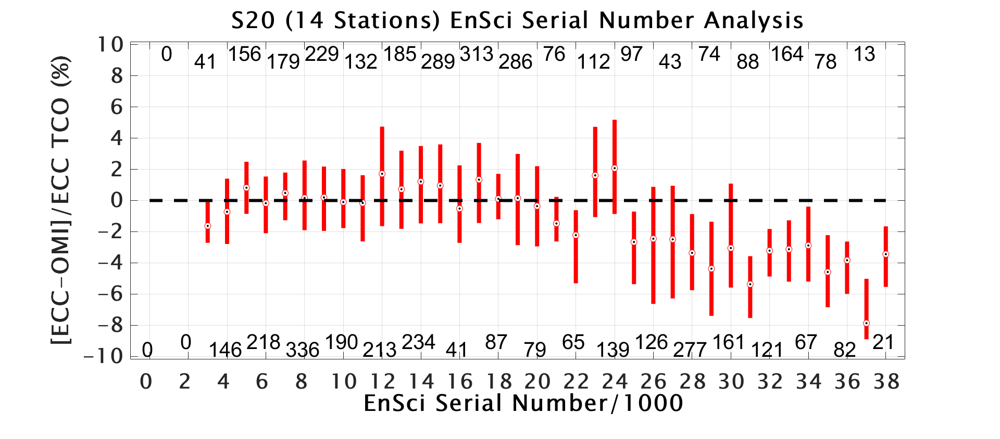 S20 (14 Stations) EnSci Serial Number Analysis
[ECC-OMI]/ECC TCO (%)
10
8
6
4
2
0
-2
-4
-6
-8
-10
0 41 156 179 229 132 185 289 313 286 76 112 97 43 74 88 164 78 13
0 0 146 218 336 190 213 234 41 87 79 65 139 126 277 161 121 67 82 21
0 2 4 6 8 10 12 14 16 18 20 22 24 26 28 30 32 34 36 38
EnSci Serial Number/1000